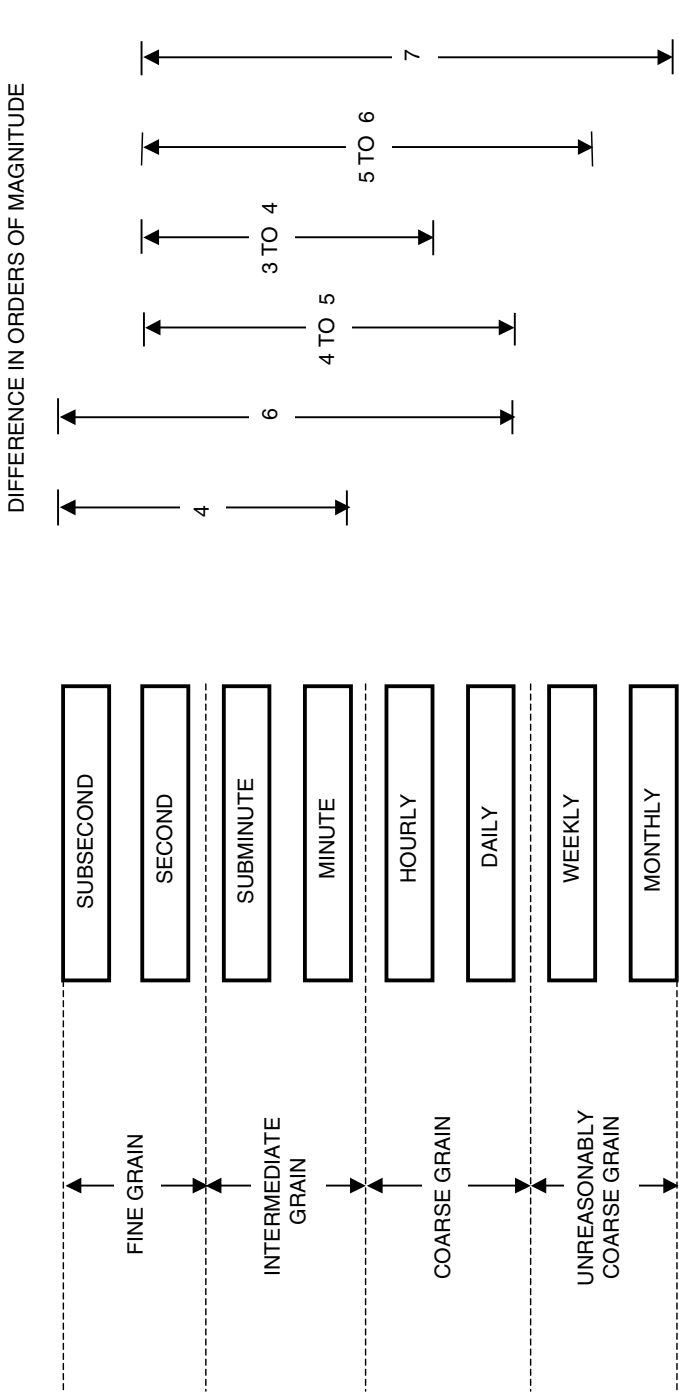 DIFFERENCE IN ORDERS OF MAGNITUDE
4
6
4 TO 5
3 TO 4
5 TO 6
7
SUBSECOND
SECOND
SUBMINUTE
MINUTE
HOURLY
DAILY
WEEKLY
MONTHLY
FINE GRAIN
INTERMEDIATE
GRAIN
COARSE GRAIN
UNREASONABLY
COARSE GRAIN